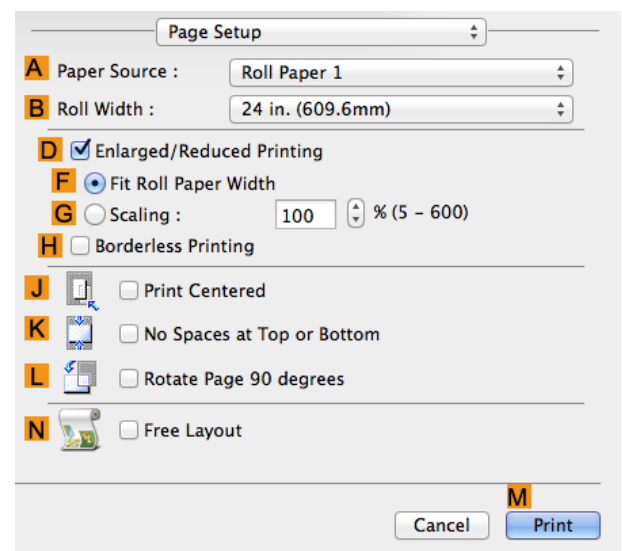 Page Setup
A Paper Source : Roll Paper 1
B Roll Width : 24 in. (609.6mm)
D Enlarged/Reduced Printing
F Fit Roll Paper Width
G Scaling : 100 % (5 – 600)
H Borderless Printing
J Print Centered
K No Spaces at Top or Bottom
L Rotate Page 90 degrees
N Free Layout
M
Cancel Print